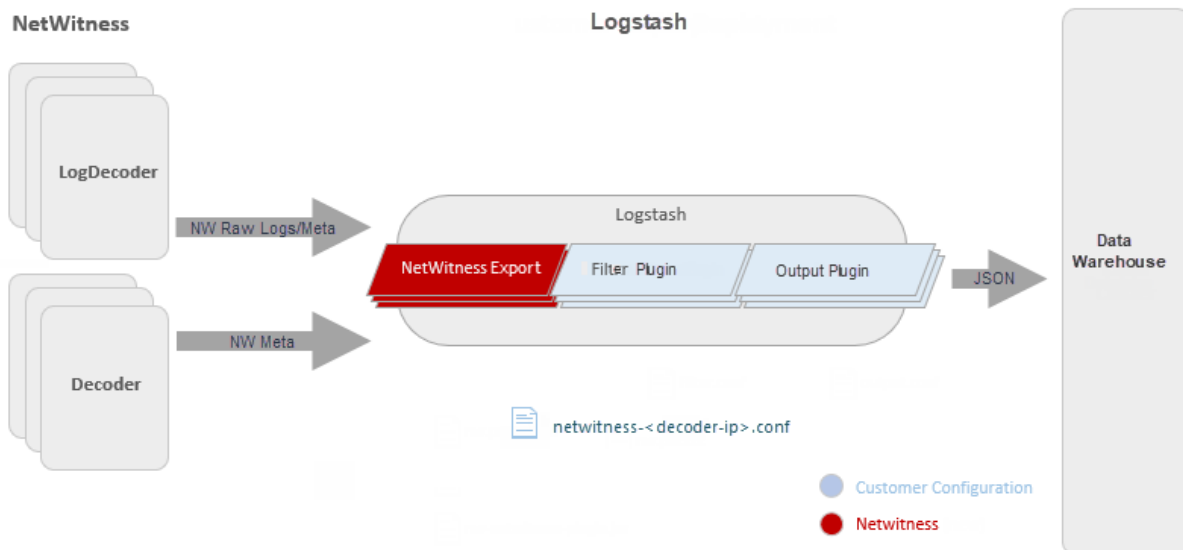 NetWitness
Logstash
LogDecoder
NW Raw Logs/Meta
Logstash
NetWitness Export
Filter Plugin
Output Plugin
JSON
Data
Warehouse
NW Meta
Decoder
netwitness-<decoder-ip>.conf
Customer Configuration
Netwitness